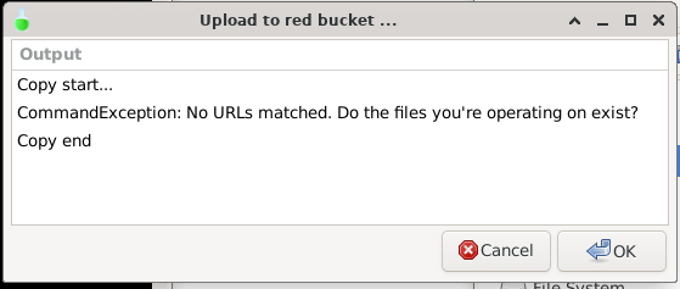 Upload to red bucket ...
Output
Copy start...
CommandException: No URLs matched. Do the files you're operating on exist?
Copy end
Cancel
OK
File System